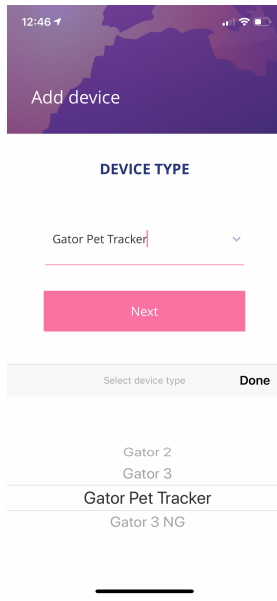 12:46
Add device
DEVICE TYPE
Gator Pet Tracker
Next
Select device type
Done
Gator 2
Gator 3
Gator Pet Tracker
Gator 3 NG